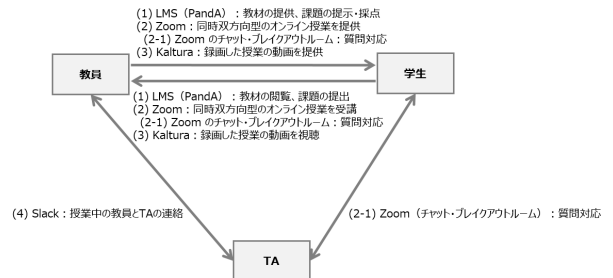 (1) LMS（PandA）：教材の提供、課題の提示・採点
(2) Zoom：同時双方向型のオンライン授業を提供
(2-1) Zoom のチャット・ブレイクアウトルーム：質問対応
(3) Kaltura：録画した授業の動画を提供
教員
学生
(1) LMS（PandA）：教材の閲覧、課題の提出
(2) Zoom：同時双方向型のオンライン授業を受講
(2-1) Zoom のチャット・ブレイクアウトルーム：質問対応
(3) Kaltura：録画した授業の動画を視聴
(4) Slack：授業中の教員とTAの連絡
(2-1) Zoom（チャット・ブレイクアウトルーム）：質問対応
TA